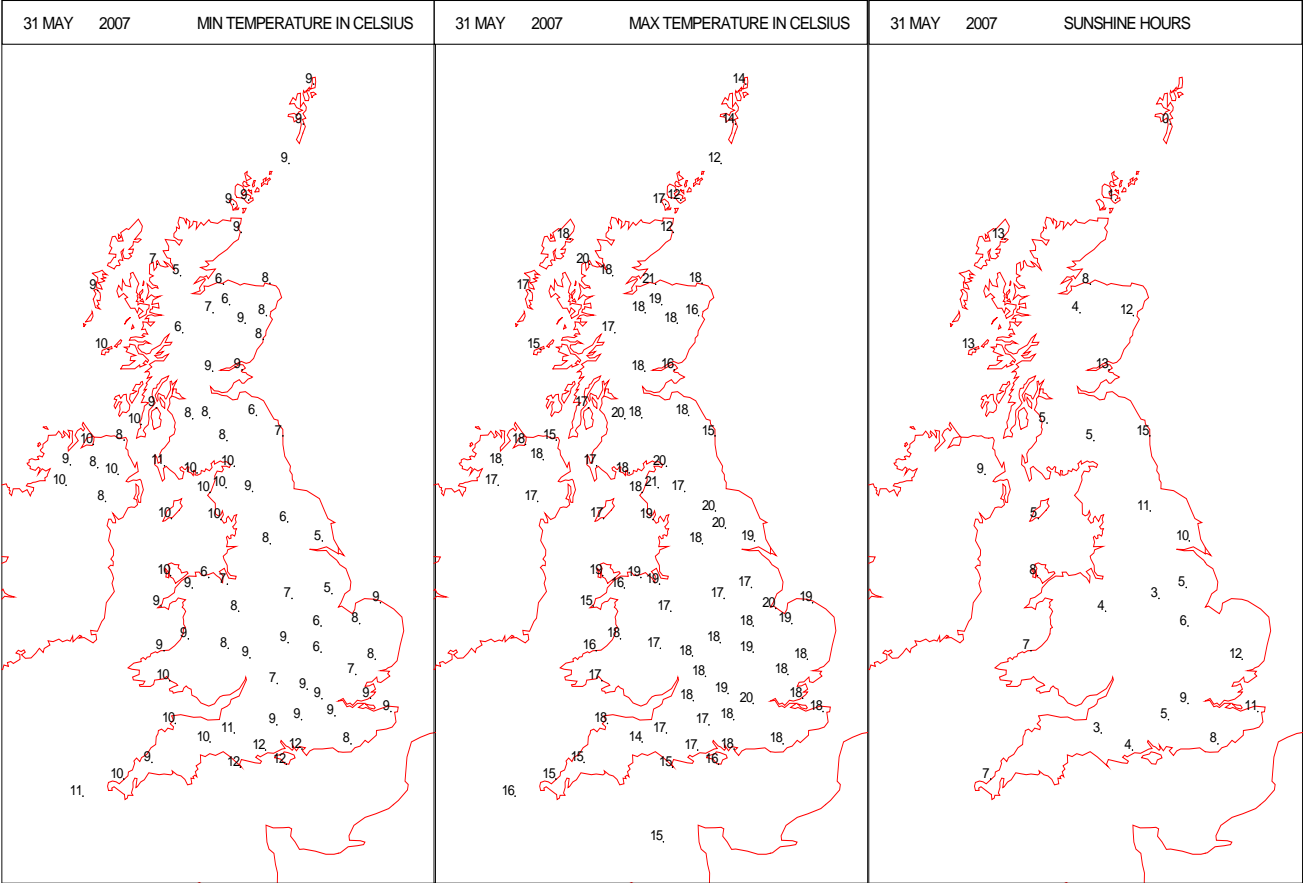 31 MAY 2007 MIN TEMPERATURE IN CELSIUS
31 MAY 2007 MAX TEMPERATURE IN CELSIUS
31 MAY 2007 SUNSHINE HOURS
9
9
9
9 9
9
7
5
9
6 8
6
7 8
9
6 8
10
9 9
9
10 8 8 6
10 8 8 7
9 8 10 11 10 10
10 10 10 9
8
10 10 6
8 5
10 6 7
9 7 5
9 8 9
6 8
9 9
9 8 6
9 8
10 7 7
9 9 9
9
10 9 9 9
11
10 12 12 8
9 12 12
10
11
14
14
12
17 12
12
18
20
18
17 21 18
19
18 16
18
17
15
18 16
17
20 18 18
18 15 15
18 18 17 18 20
17 18 21 17
17
17 19 20
20
18 19
19 19 19
16 17 19
15 17 20 19
18 19
18 18
16 17 19
18 18
17 18 18
18 19 20 18
18
18 17 18
17
14 17 18 18
15 15 16
15
16
15
0
1
13
8
4 12
13
13
5 5 15
9
11
5
10
8 5
3
4
6
7
12
9
11
5
3
4 8
7